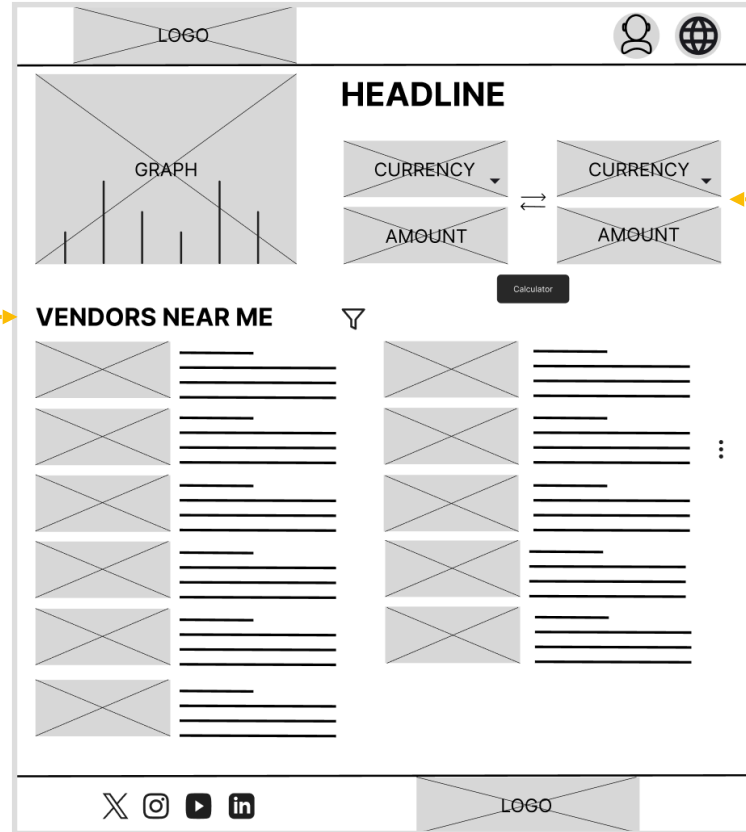 LOGO
HEADLINE
GRAPH
CURRENCY
CURRENCY
AMOUNT
AMOUNT
Calculator
VENDORS NEAR ME
LOGO